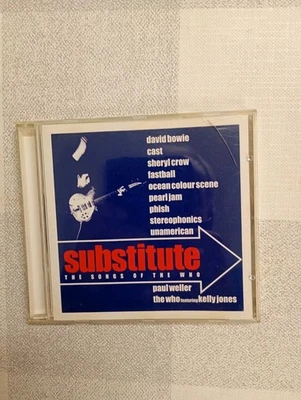 david bowie
cast
sheryl crow
fastball
ocean colour scene
pearl jam
phish
stereophonics
unamerican
substitute
THE SONGS OF THE WHO
paul weller
the who featuring kelly jones